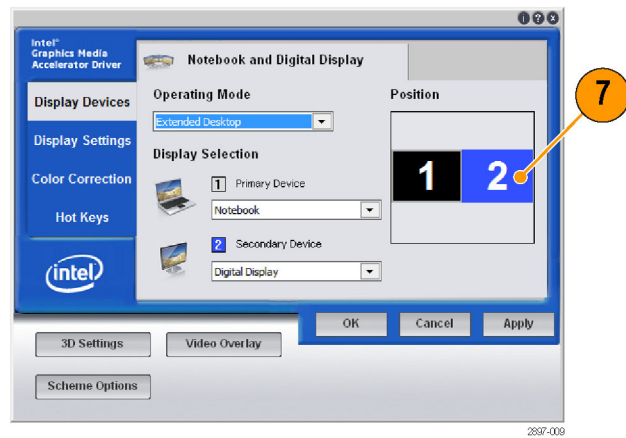 Intel®
Graphics Media
Accelerator Driver
Notebook and Digital Display
Display Devices
Display Settings
Color Correction
Hot Keys
intel
Operating Mode
Extended Desktop
Display Selection
1 Primary Device
Notebook
2 Secondary Device
Digital Display
Position
1 2
7
OK Cancel Apply
3D Settings Video Overlay
Scheme Options
2897-009